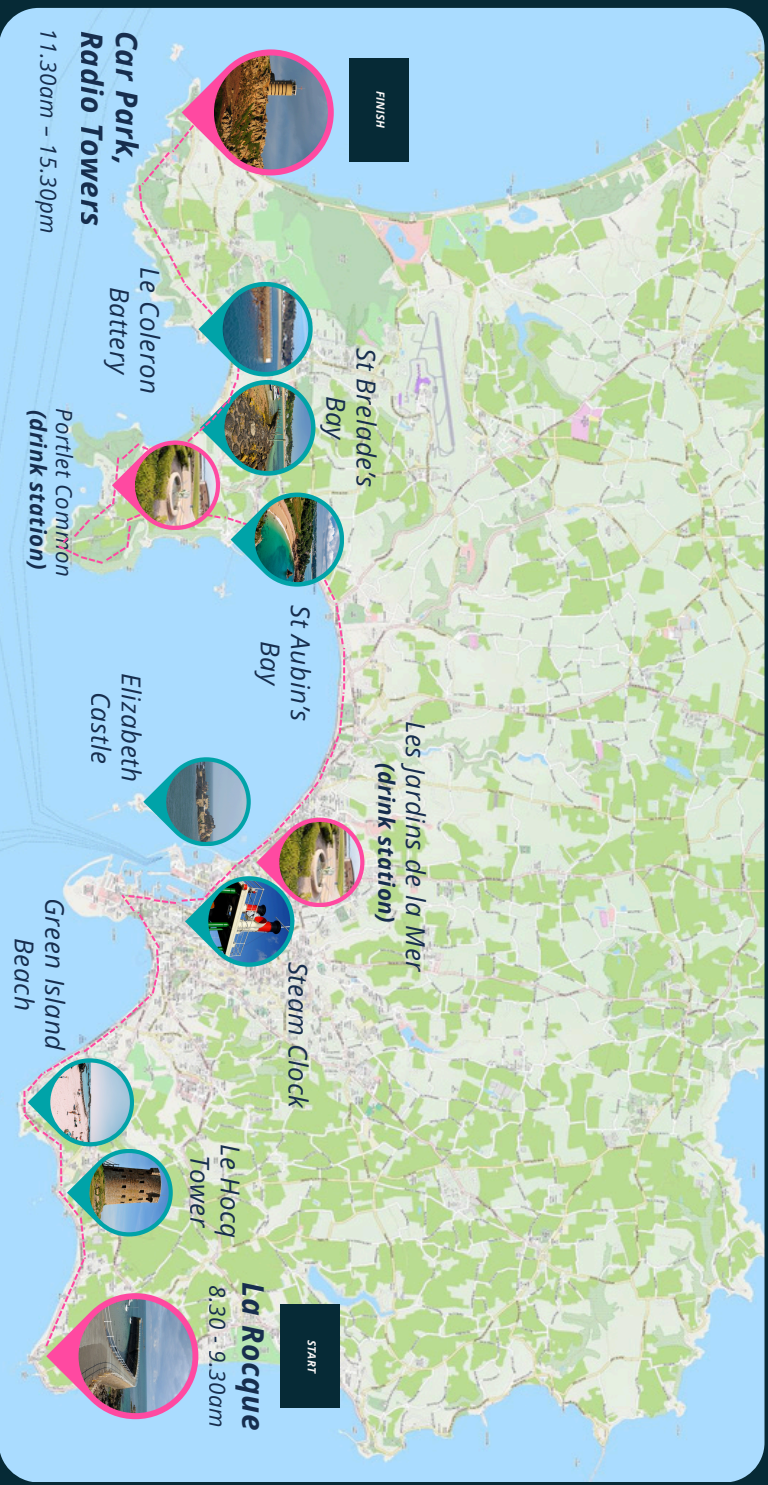 FINISH
Car Park,
Radio Towers
11.30am – 15.30pm
Le Coleron
Battery
St Brelade's
Bay
Portlet Common
(drink station)
St Aubin's
Bay
Elizabeth
Castle
Les Jardins de la Mer
(drink station)
Steam Clock
Green Island
Beach
Le Hocq
Tower
START
La Rocque
8.30 - 9.30am